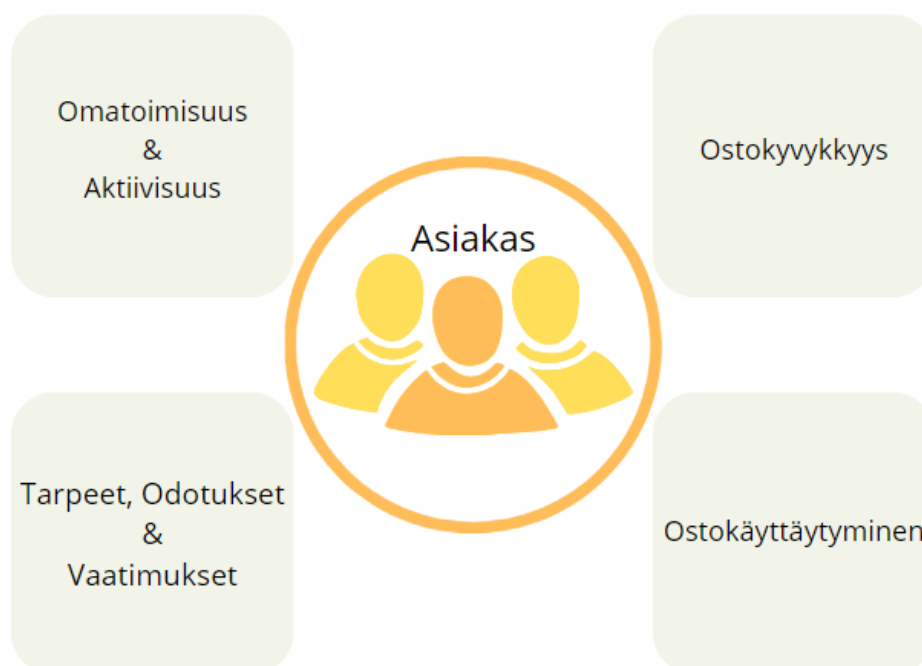 Omatoimisuus
&
Aktiivisuus
Ostokyvykkyys
Asiakas
Tarpeet, Odotukset
&
Vaatimukset
Ostokäyttäytyminen